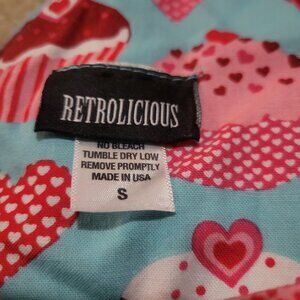 RETROLICIOUS
NO BLEACH
TUMBLE DRY LOW
REMOVE PROMPTLY
MADE IN USA
S